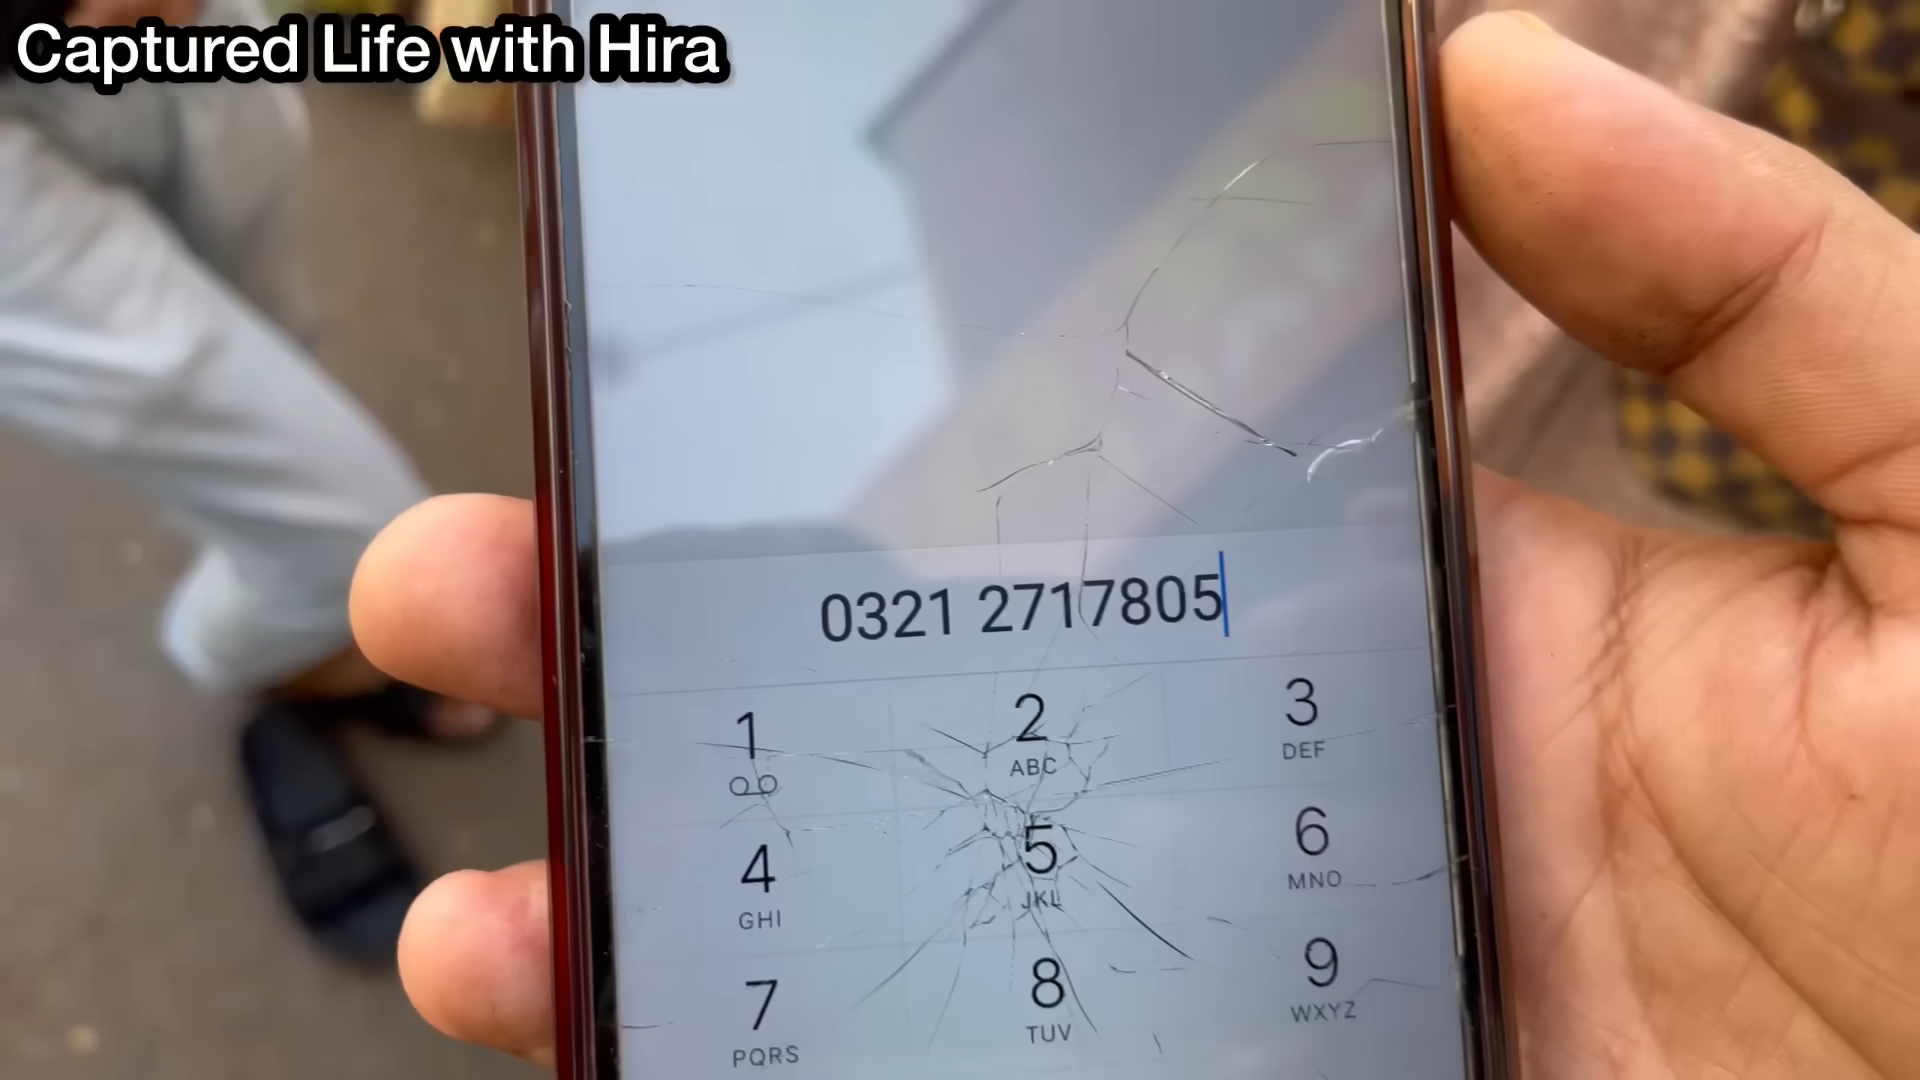 Captured Life with Hira
0321 2717805
1
2
ABC
3
DEF
4
GHI
5
JKL
6
MNO
7
PQRS
8
TUV
9
WXYZ